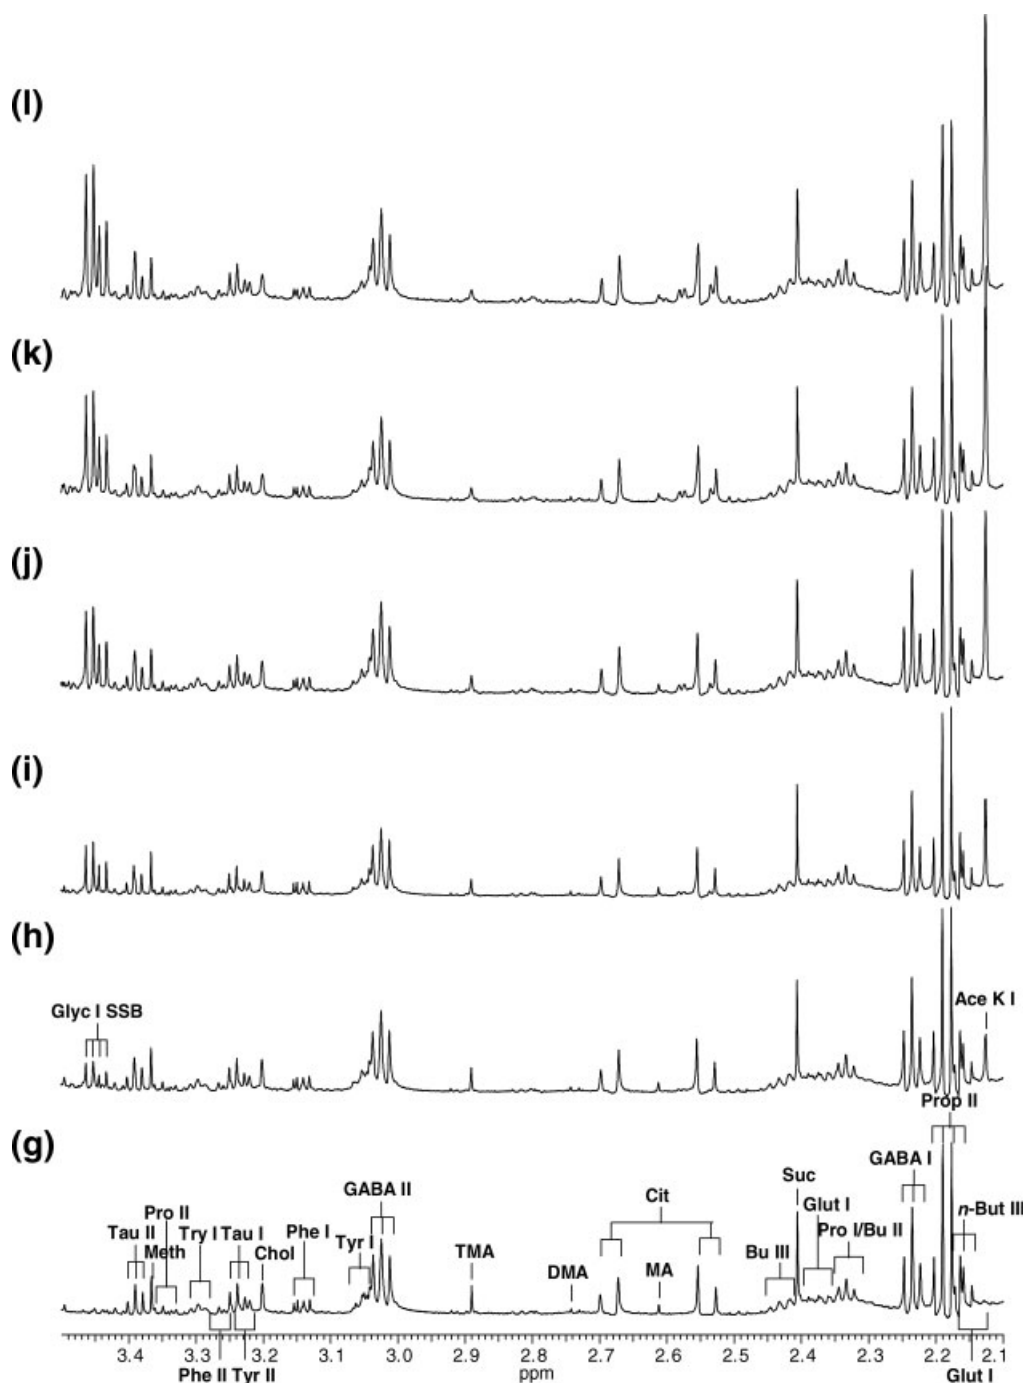 (l)
(k)
(j)
(i)
(h)
Glyc I SSB
Ace K I
Prop II
(g)
GABA I
GABA II
Suc
Cit
n-But III
Pro II
Tau II
Try I
Tau I
Phe I
Pro I/Bu II
Glut I
Meth
Chol
Tyr I
TMA
DMA
MA
Bu III
3.4 3.3 3.2 3.1 3.0 2.9 2.8 2.7 2.6 2.5 2.4 2.3 2.2 2.1
Phe II Tyr II
ppm
Glut I